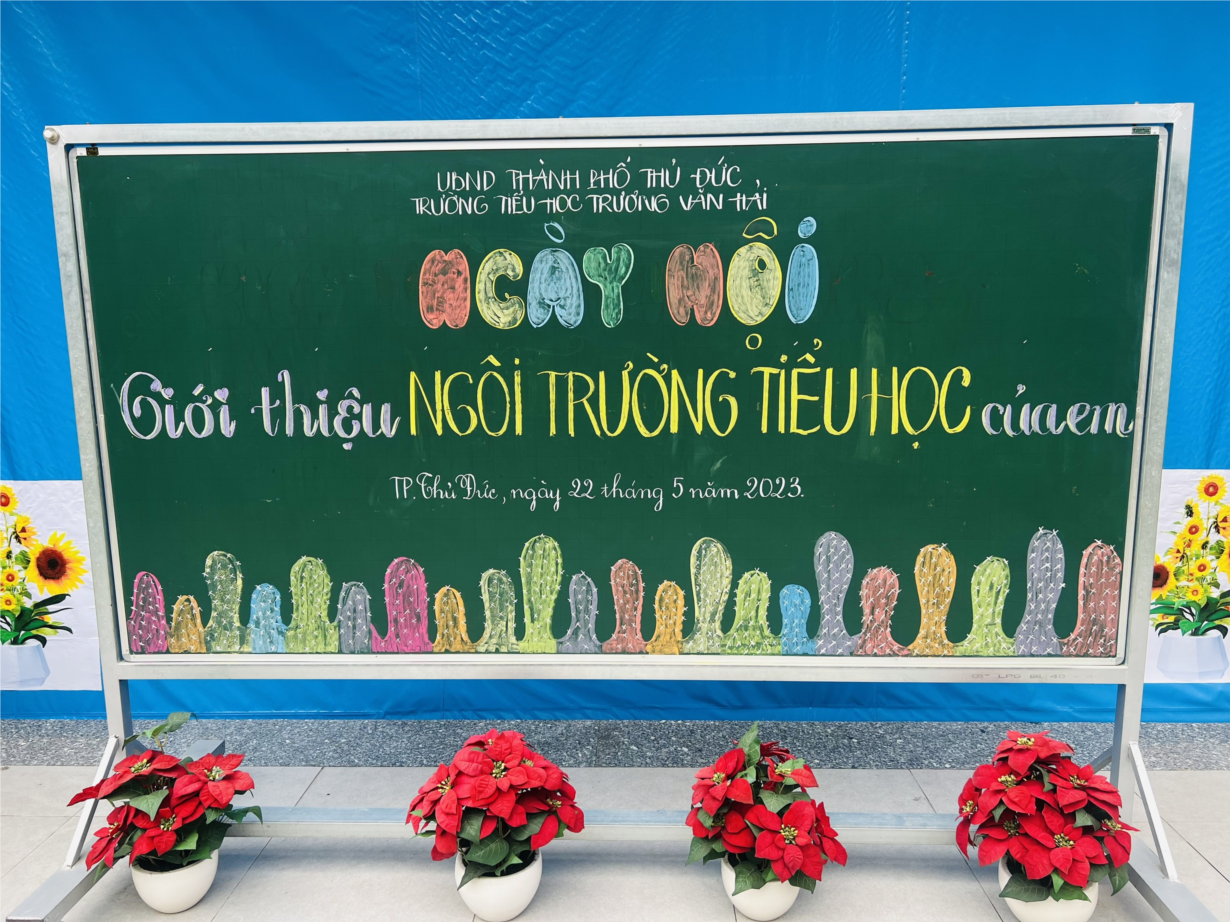 UBND THÀNH PHỐ THỦ ĐỨC
TRƯỜNG TIỂU HỌC TRƯƠNG VĂN HẢI
NGÀY HỘI
Giới thiệu NGÔI TRƯỜNG TIỂU HỌC của em
TP. Thủ Đức, ngày 22 tháng 5 năm 2023.